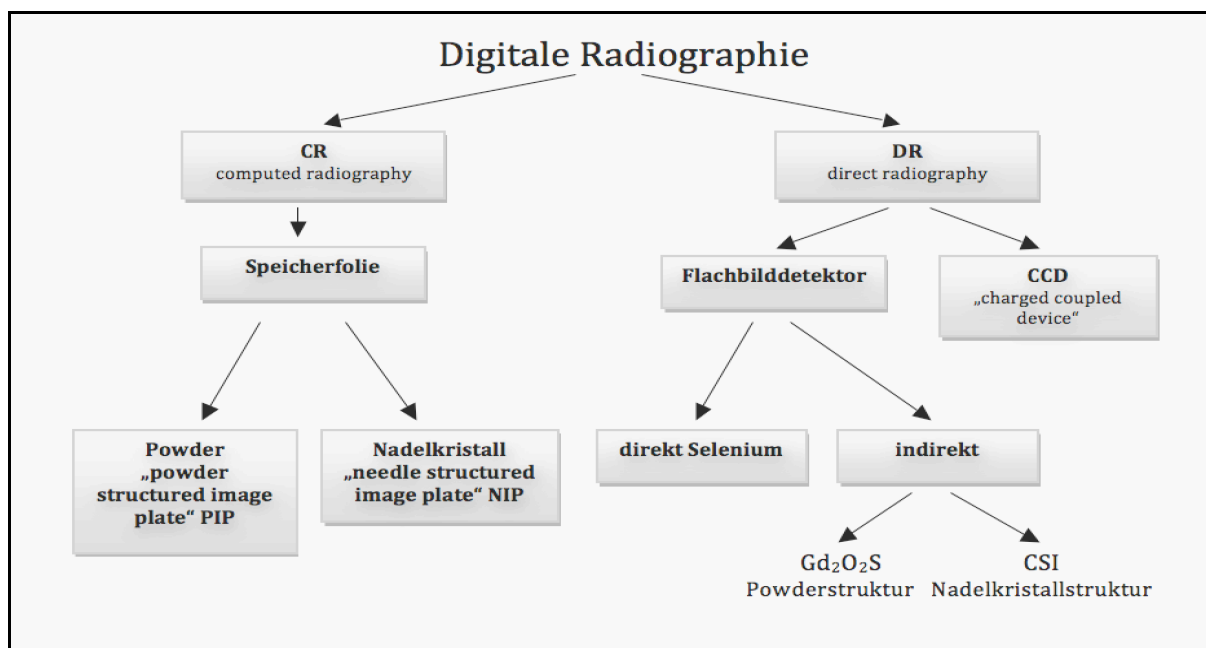 Digitale Radiographie
CR
computed radiography
DR
direct radiography
Speicherfolie
Flachbilddetektor
CCD
„charged coupled
device“
Powder
„powder
structured image
plate“ PIP
Nadelkristall
„needle structured
image plate“ NIP
direkt Selenium
indirekt
Gd₂O₂S
Powderstruktur
CSI
Nadelkristallstruktur